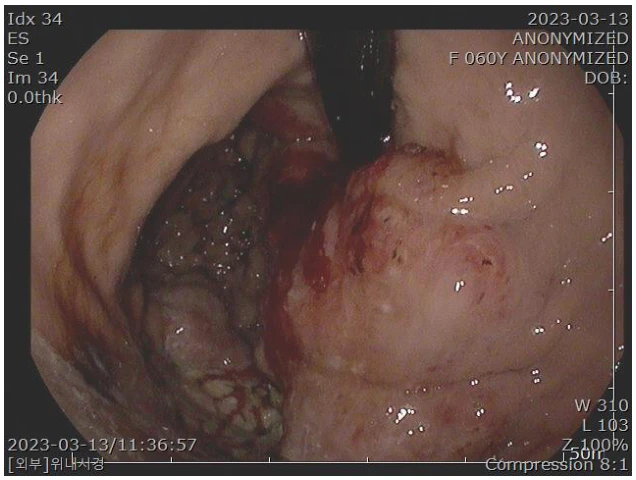 Idx 34
ES
Se 1
Im 34
0.0thk
2023-03-13
ANONYMIZED
F 060Y ANONYMIZED
DOB:
W 310
L 103
Z 100%
50m
Compression 8:1
2023-03-13/11:36:57
[외부]위내시경